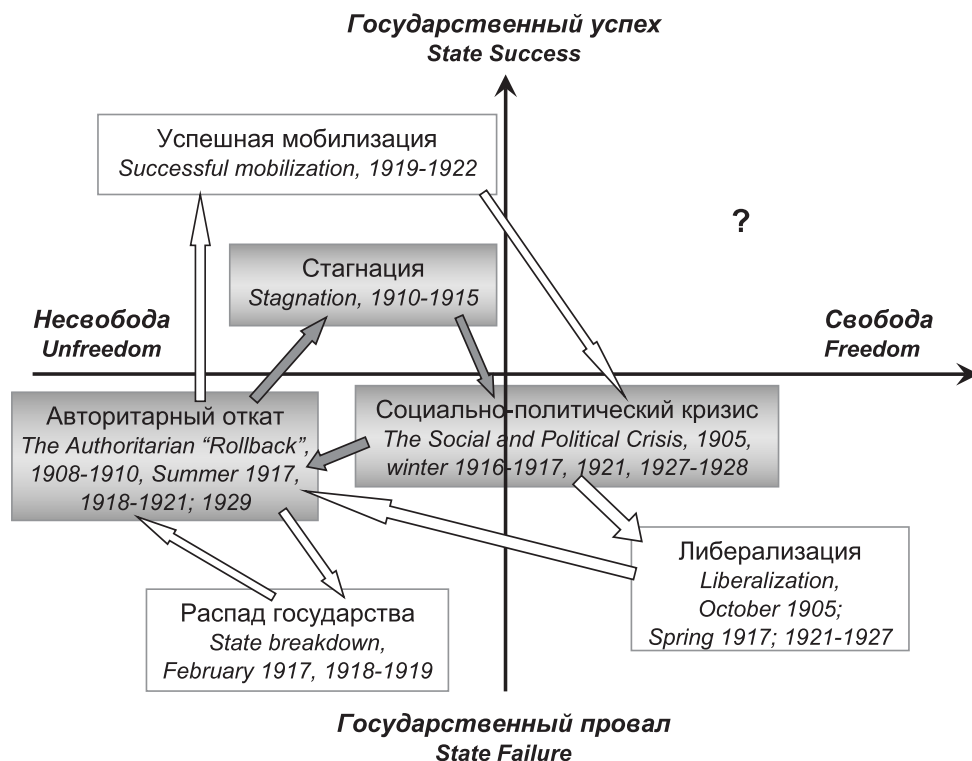 Государственный успех
State Success
Успешная мобилизация
Successful mobilization, 1919-1922
?
Стагнация
Stagnation, 1910-1915
Несвобода
Unfreedom
Свобода
Freedom
Авторитарный откат
The Authoritarian “Rollback”,
1908-1910, Summer 1917,
1918-1921; 1929
Социально-политический кризис
The Social and Political Crisis, 1905,
winter 1916-1917, 1921, 1927-1928
Либерализация
Liberalization,
October 1905;
Spring 1917; 1921-1927
Распад государства
State breakdown,
February 1917, 1918-1919
Государственный провал
State Failure